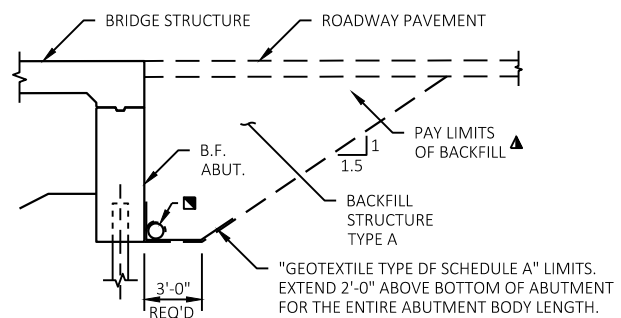 BRIDGE STRUCTURE
ROADWAY PAVEMENT
B.F.
ABUT.
1
1.5
PAY LIMITS
OF BACKFILL
BACKFILL
STRUCTURE
TYPE A
3'-0"
REQ'D
"GEOTEXTILE TYPE DF SCHEDULE A" LIMITS.
EXTEND 2'-0" ABOVE BOTTOM OF ABUTMENT
FOR THE ENTIRE ABUTMENT BODY LENGTH.